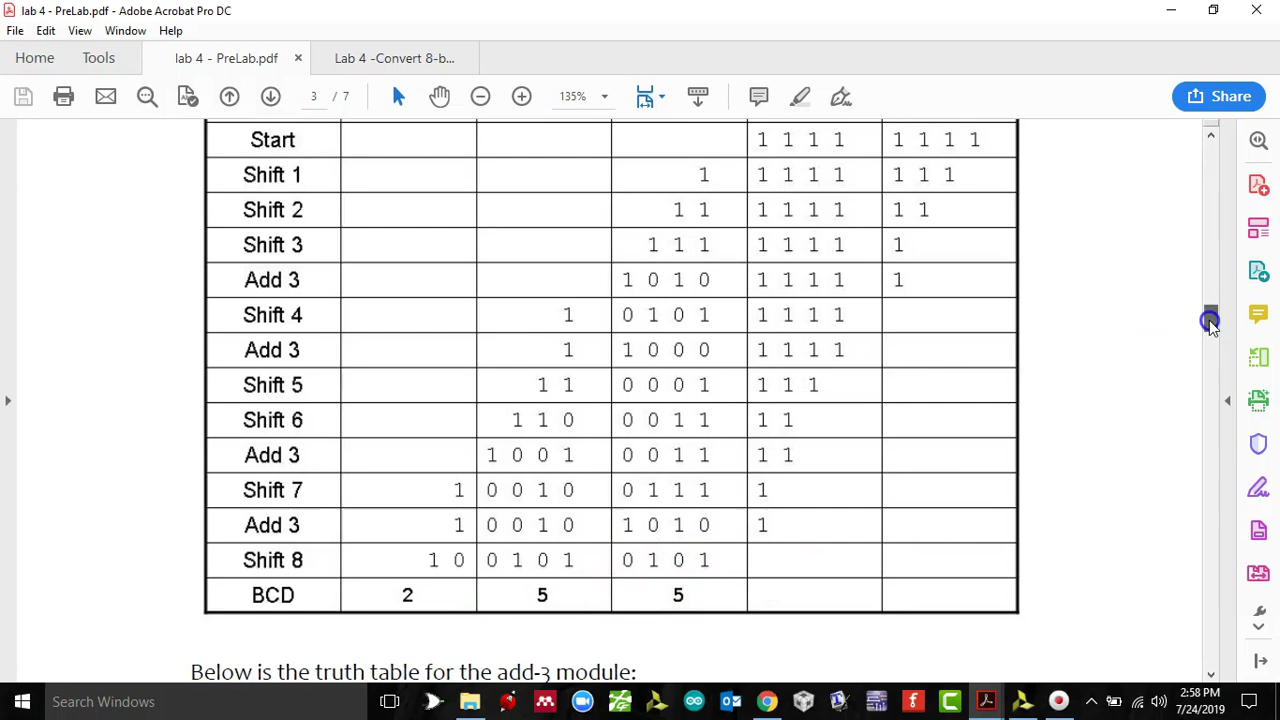 lab 4 - PreLab.pdf - Adobe Acrobat Pro DC
File Edit View Window Help
Home Tools lab 4 - PreLab.pdf × Lab 4 -Convert 8-b...
3 / 7 135% Share
Start 1 1 1 1 1 1 1 1
Shift 1 1 1 1 1 1 1 1 1
Shift 2 1 1 1 1 1 1 1 1
Shift 3 1 1 1 1 1 1 1 1
Add 3 1 0 1 0 1 1 1 1 1
Shift 4 1 0 1 0 1 1 1 1 1
Add 3 1 1 0 0 0 1 1 1 1
Shift 5 1 1 0 0 0 1 1 1 1
Shift 6 1 1 0 0 0 1 1 1 1
Add 3 1 0 0 1 0 0 1 1 1 1
Shift 7 1 0 0 1 0 0 1 1 1 1
Add 3 1 0 0 1 0 1 0 1 0 1
Shift 8 1 0 0 1 0 1 0 1 0 1
BCD 2 5 5
Below is the truth table for the add-3 module:
Search Windows
2:58 PM
7/24/2019